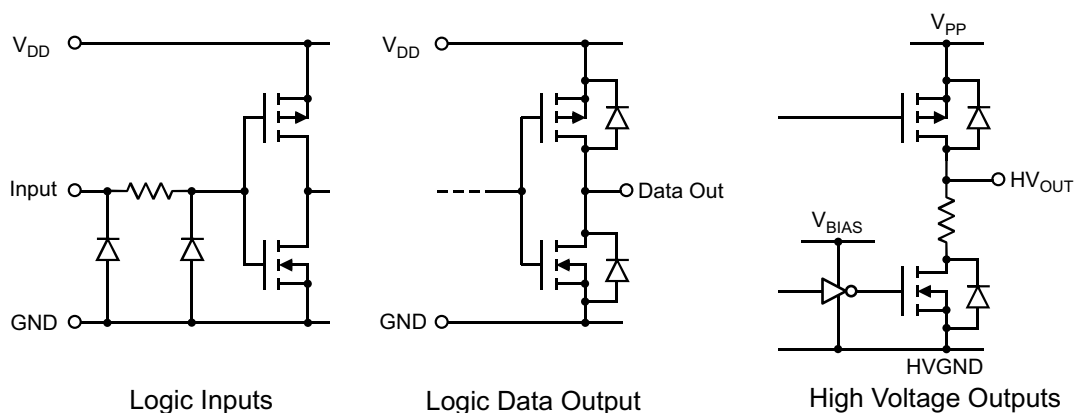 V_DD
Input
GND
Logic Inputs
V_DD
Data Out
GND
Logic Data Output
V_PP
HV_OUT
V_BIAS
HVGND
High Voltage Outputs